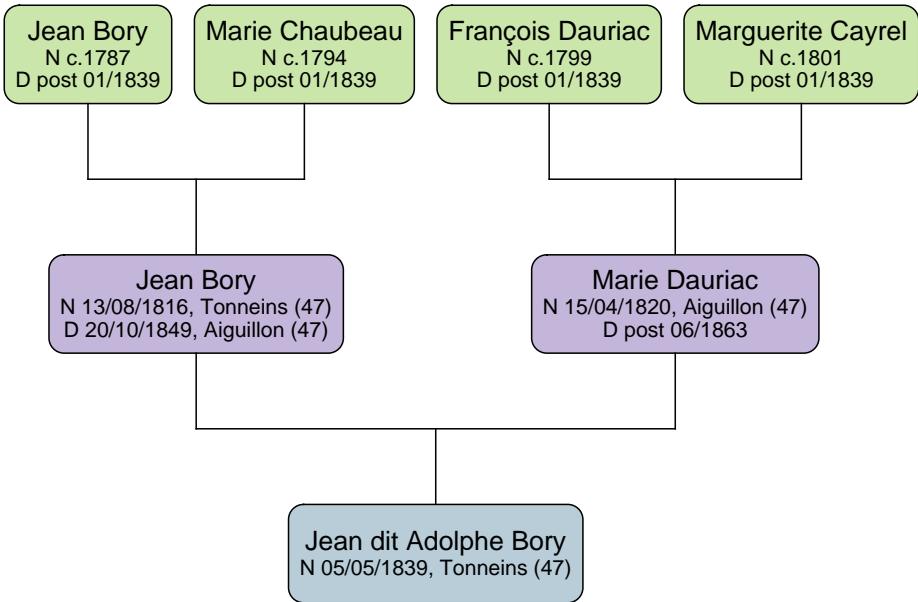 Jean Bory
N c.1787
D post 01/1839
Marie Chaubeau
N c.1794
D post 01/1839
François Dauriac
N c.1799
D post 01/1839
Marguerite Cayrel
N c.1801
D post 01/1839
Jean Bory
N 13/08/1816, Tonneins (47)
D 20/10/1849, Aiguillon (47)
Marie Dauriac
N 15/04/1820, Aiguillon (47)
D post 06/1863
Jean dit Adolphe Bory
N 05/05/1839, Tonneins (47)